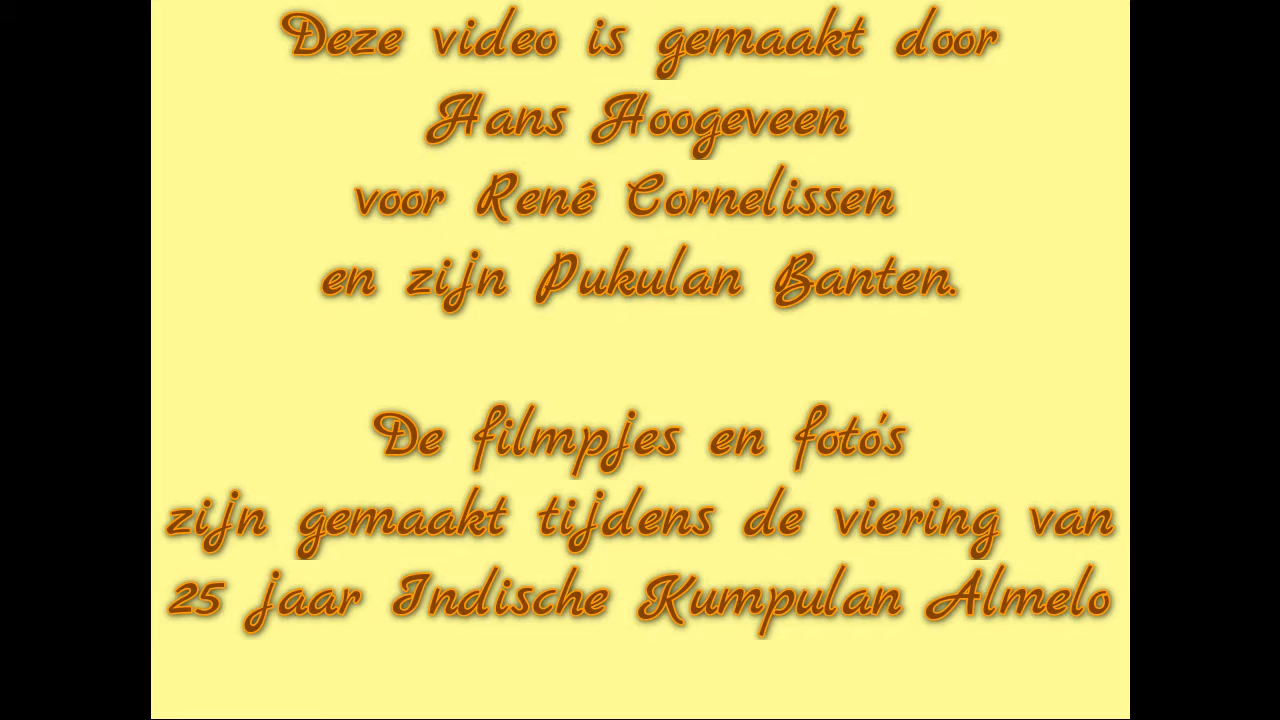 Deze video is gemaakt door
Hans Hoogeveen
voor René Cornelissen
en zijn Pukulan Banten.
De filmpjes en foto's
zijn gemaakt tijdens de viering van
25 jaar Indische Kumpulan Almelo